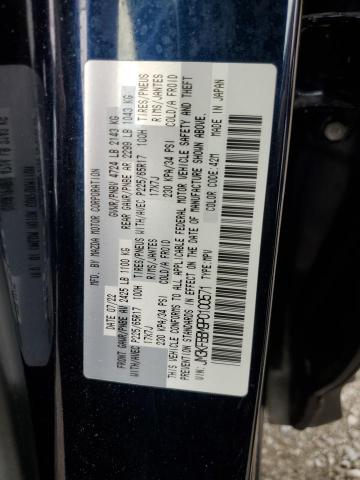 MFD. BY MAZDA MOTOR CORPORATION
DATE 07/22 GVWR/PNBV 4724 LB 2143 KG
FRONT GAWR/PNBE AV 2425 LB 1100 KG REAR GAWR/PNBE AR 2299 LB 1043 KG
WITH/AVEC P225/65R17 100H TIRES/PNEUS WITH/AVEC P225/65R17 100H TIRES/PNEUS
17X7J RIMS/JANTES 17X7J RIMS/JANTES
230 KPA/34 PSI COLD/A FROID 230 KPA/34 PSI COLD/A FROID
THIS VEHICLE CONFORMS TO ALL APPLICABLE FEDERAL MOTOR VEHICLE SAFETY AND THEFT
PREVENTION STANDARDS IN EFFECT ON THE DATE OF MANUFACTURE SHOWN ABOVE.
MADE IN JAPAN
VIN: JM3KFBBM9P0100571 TYPE: MPV COLOR CODE: 42M